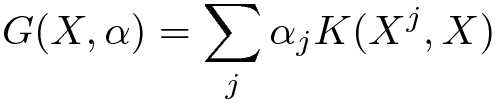 G(X, α) = ∑_j α_j K(X^j, X)